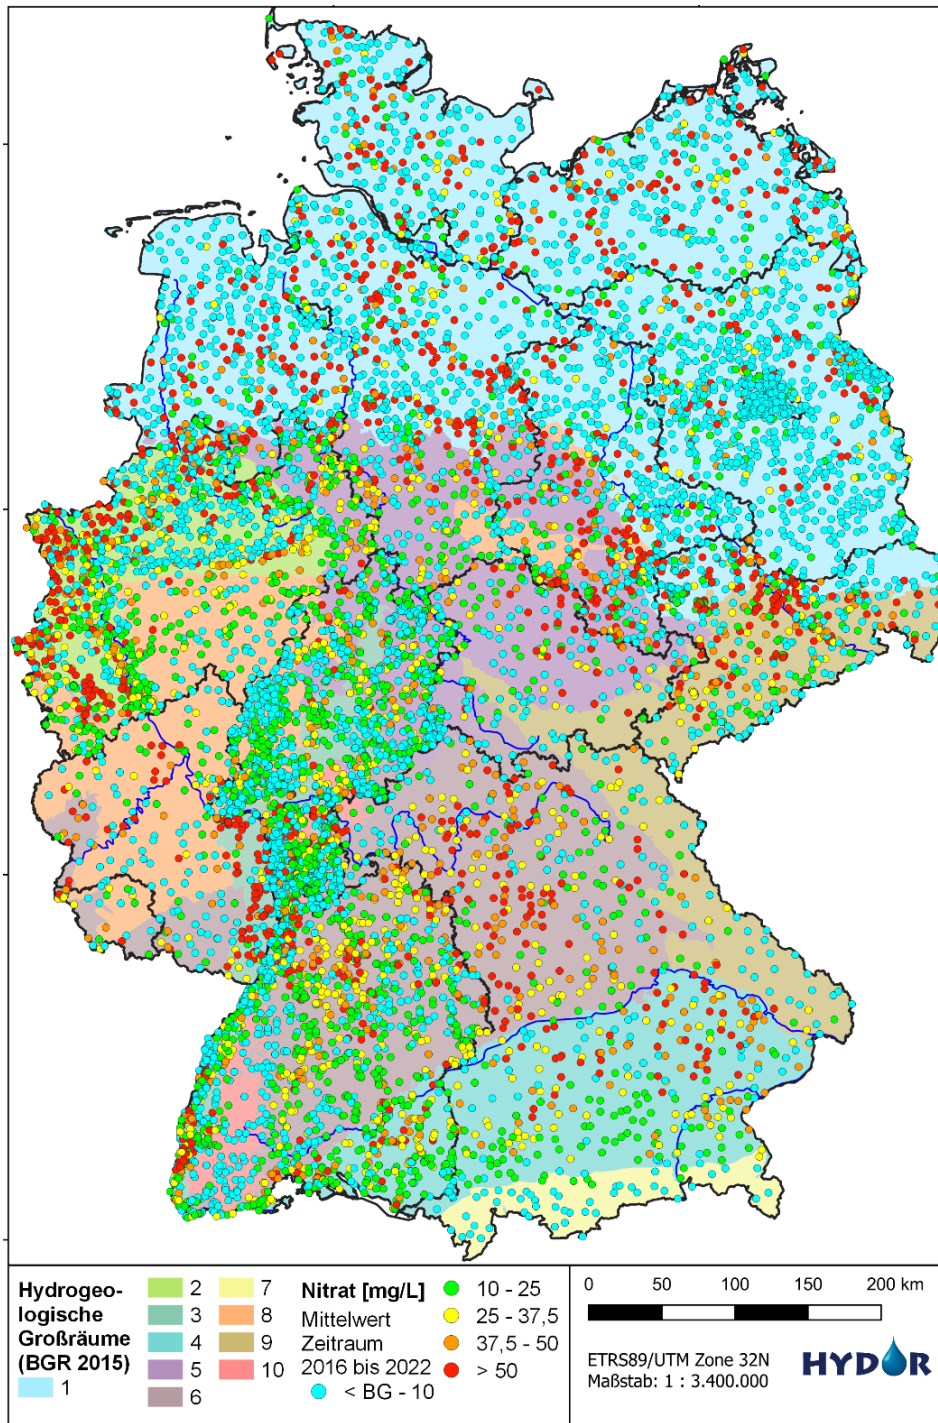 Hydrogeo-
logische
Großräume
(BGR 2015)
1
2
3
4
5
6
7
8
9
10
Nitrat [mg/L]
Mittelwert
Zeitraum
2016 bis 2022
< BG - 10
10 - 25
25 - 37,5
37,5 - 50
> 50
0 50 100 150 200 km
ETRS89/UTM Zone 32N
Maßstab: 1 : 3.400.000
HYDOR